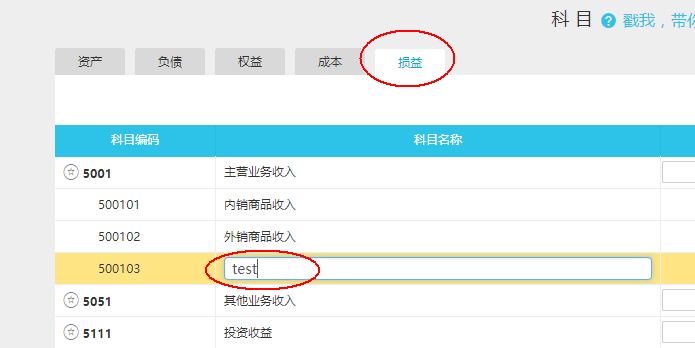 科 目 ? 戳我，带你
资产 负债 权益 成本 损益
科目编码 科目名称
☆ 5001 主营业务收入
500101 内销商品收入
500102 外销商品收入
500103 test
☆ 5051 其他业务收入
☆ 5111 投资收益